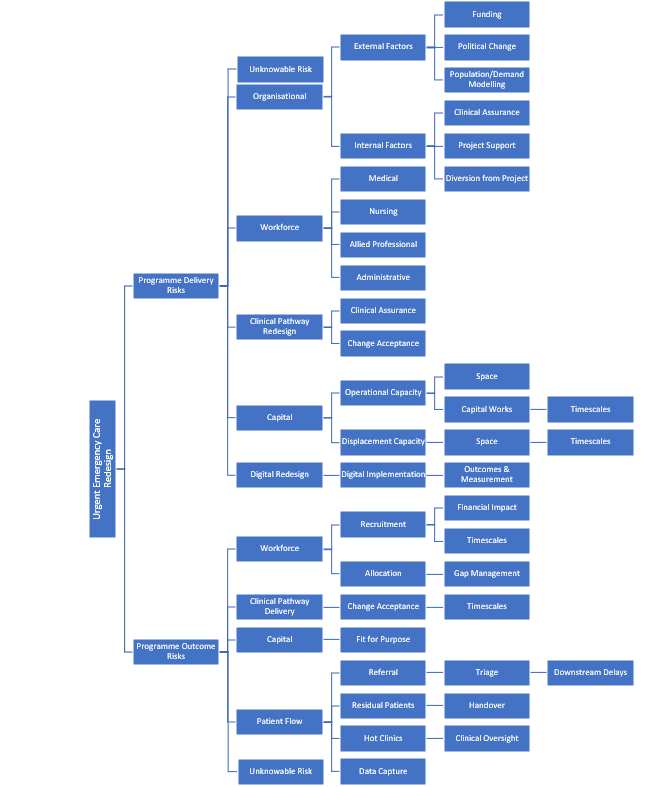 Urgent Emergency Care
Redesign
Programme Delivery
Risks
Unknowable Risk
Organisational
External Factors
Funding
Political Change
Population/Demand
Modelling
Internal Factors
Clinical Assurance
Project Support
Diversion from Project
Workforce
Medical
Nursing
Allied Professional
Administrative
Clinical Pathway
Redesign
Clinical Assurance
Change Acceptance
Capital
Operational Capacity
Space
Capital Works
Timescales
Displacement Capacity
Space
Timescales
Digital Redesign
Digital Implementation
Outcomes &
Measurement
Programme Outcome
Risks
Workforce
Recruitment
Financial Impact
Timescales
Allocation
Gap Management
Clinical Pathway
Delivery
Change Acceptance
Timescales
Capital
Fit for Purpose
Patient Flow
Referral
Triage
Downstream Delays
Residual Patients
Handover
Hot Clinics
Clinical Oversight
Data Capture
Unknowable Risk